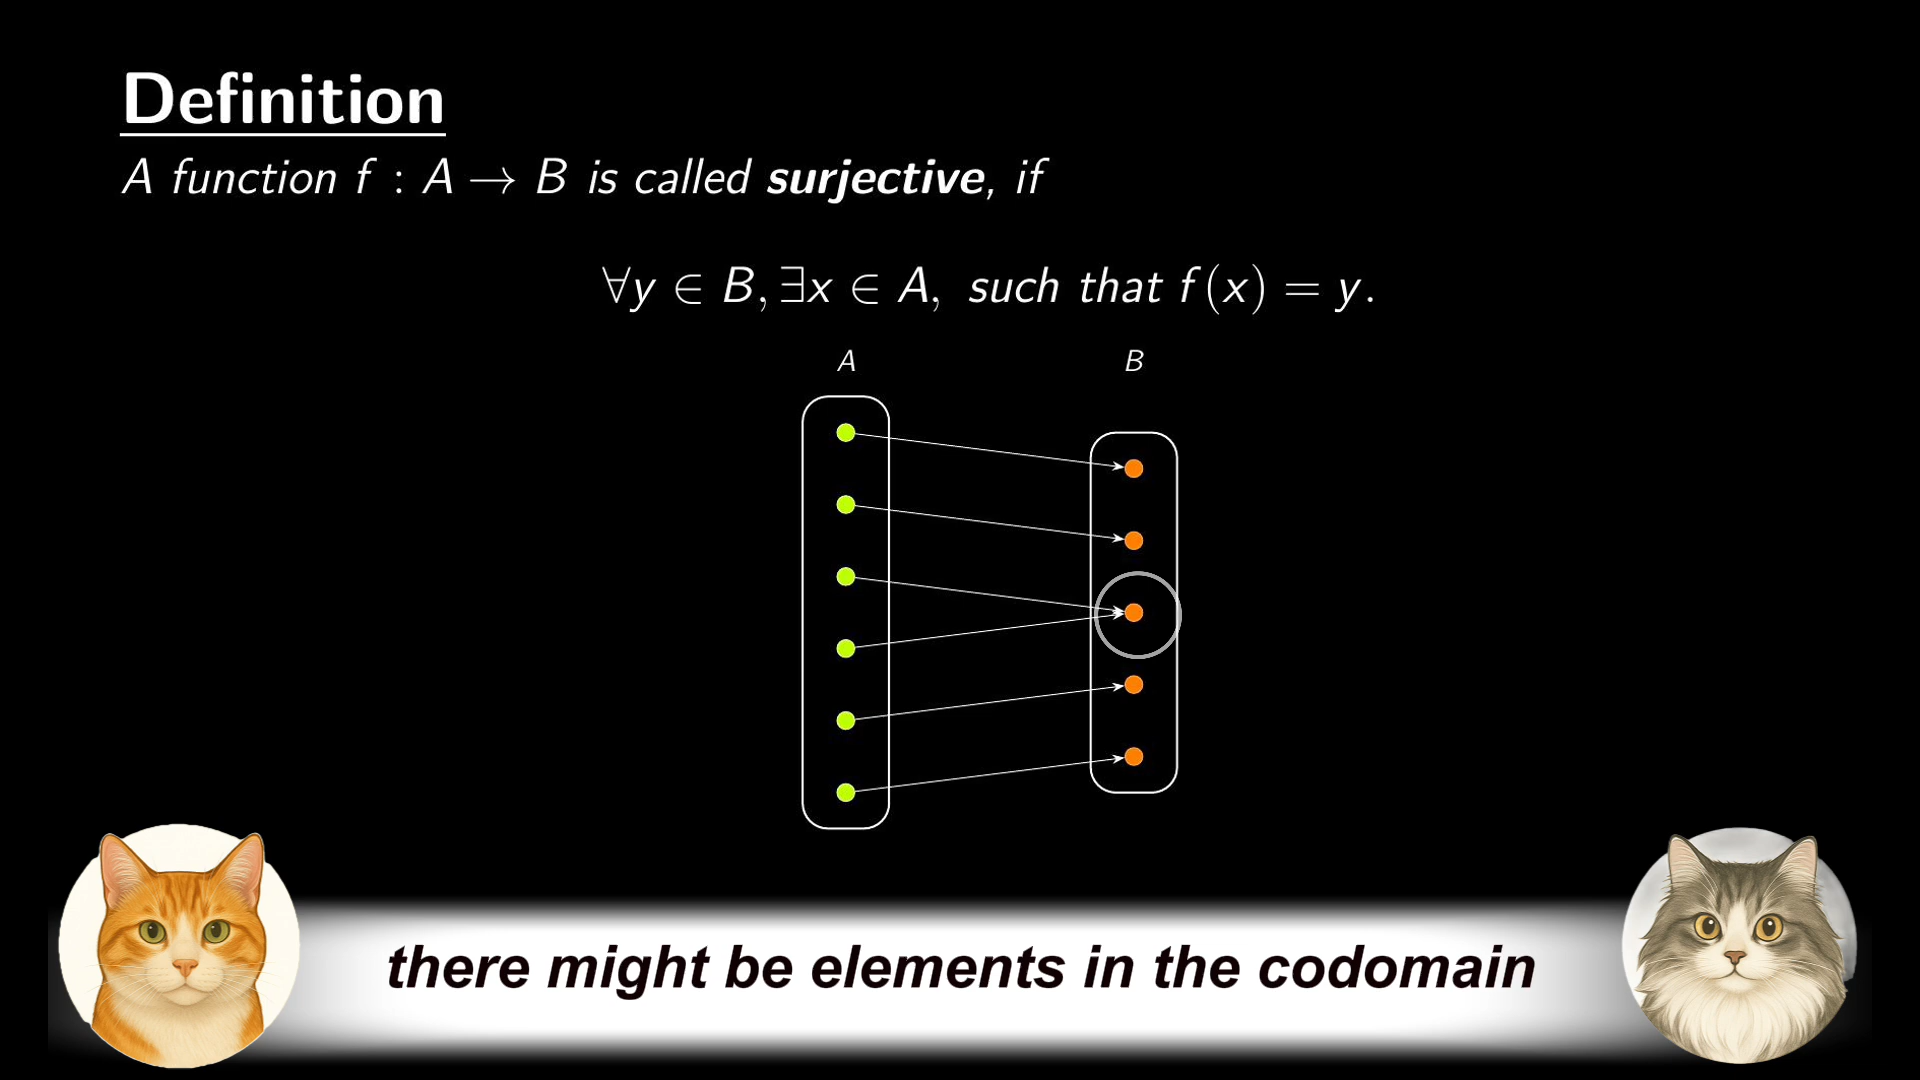 Definition
A function f : A → B is called surjective, if
∀y ∈ B, ∃x ∈ A, such that f(x) = y.
A B
there might be elements in the codomain